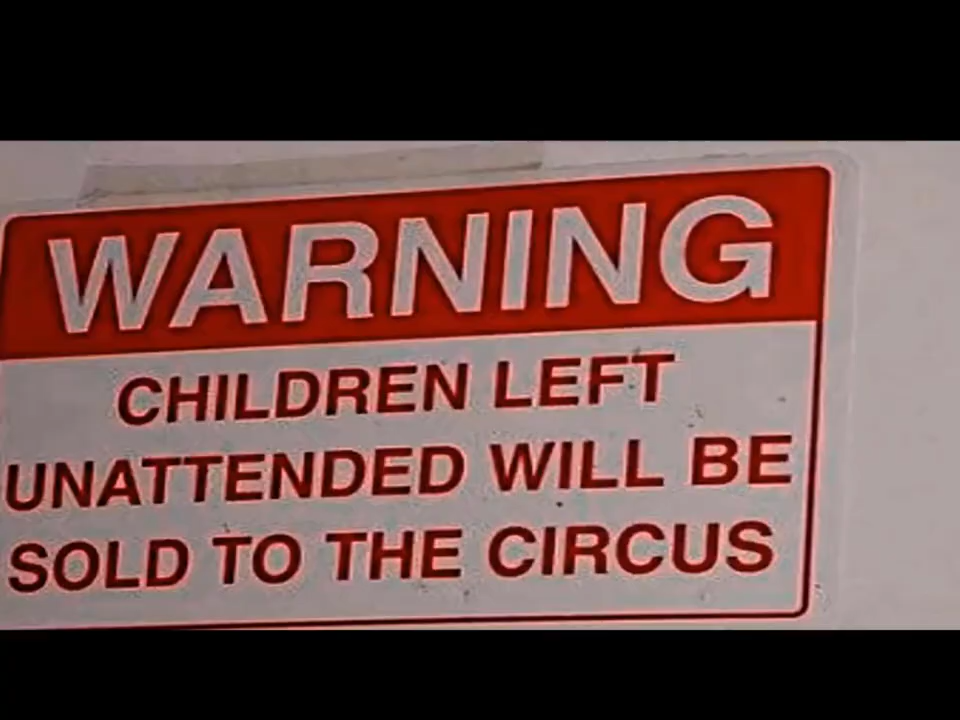 WARNING
CHILDREN LEFT
UNATTENDED WILL BE
SOLD TO THE CIRCUS